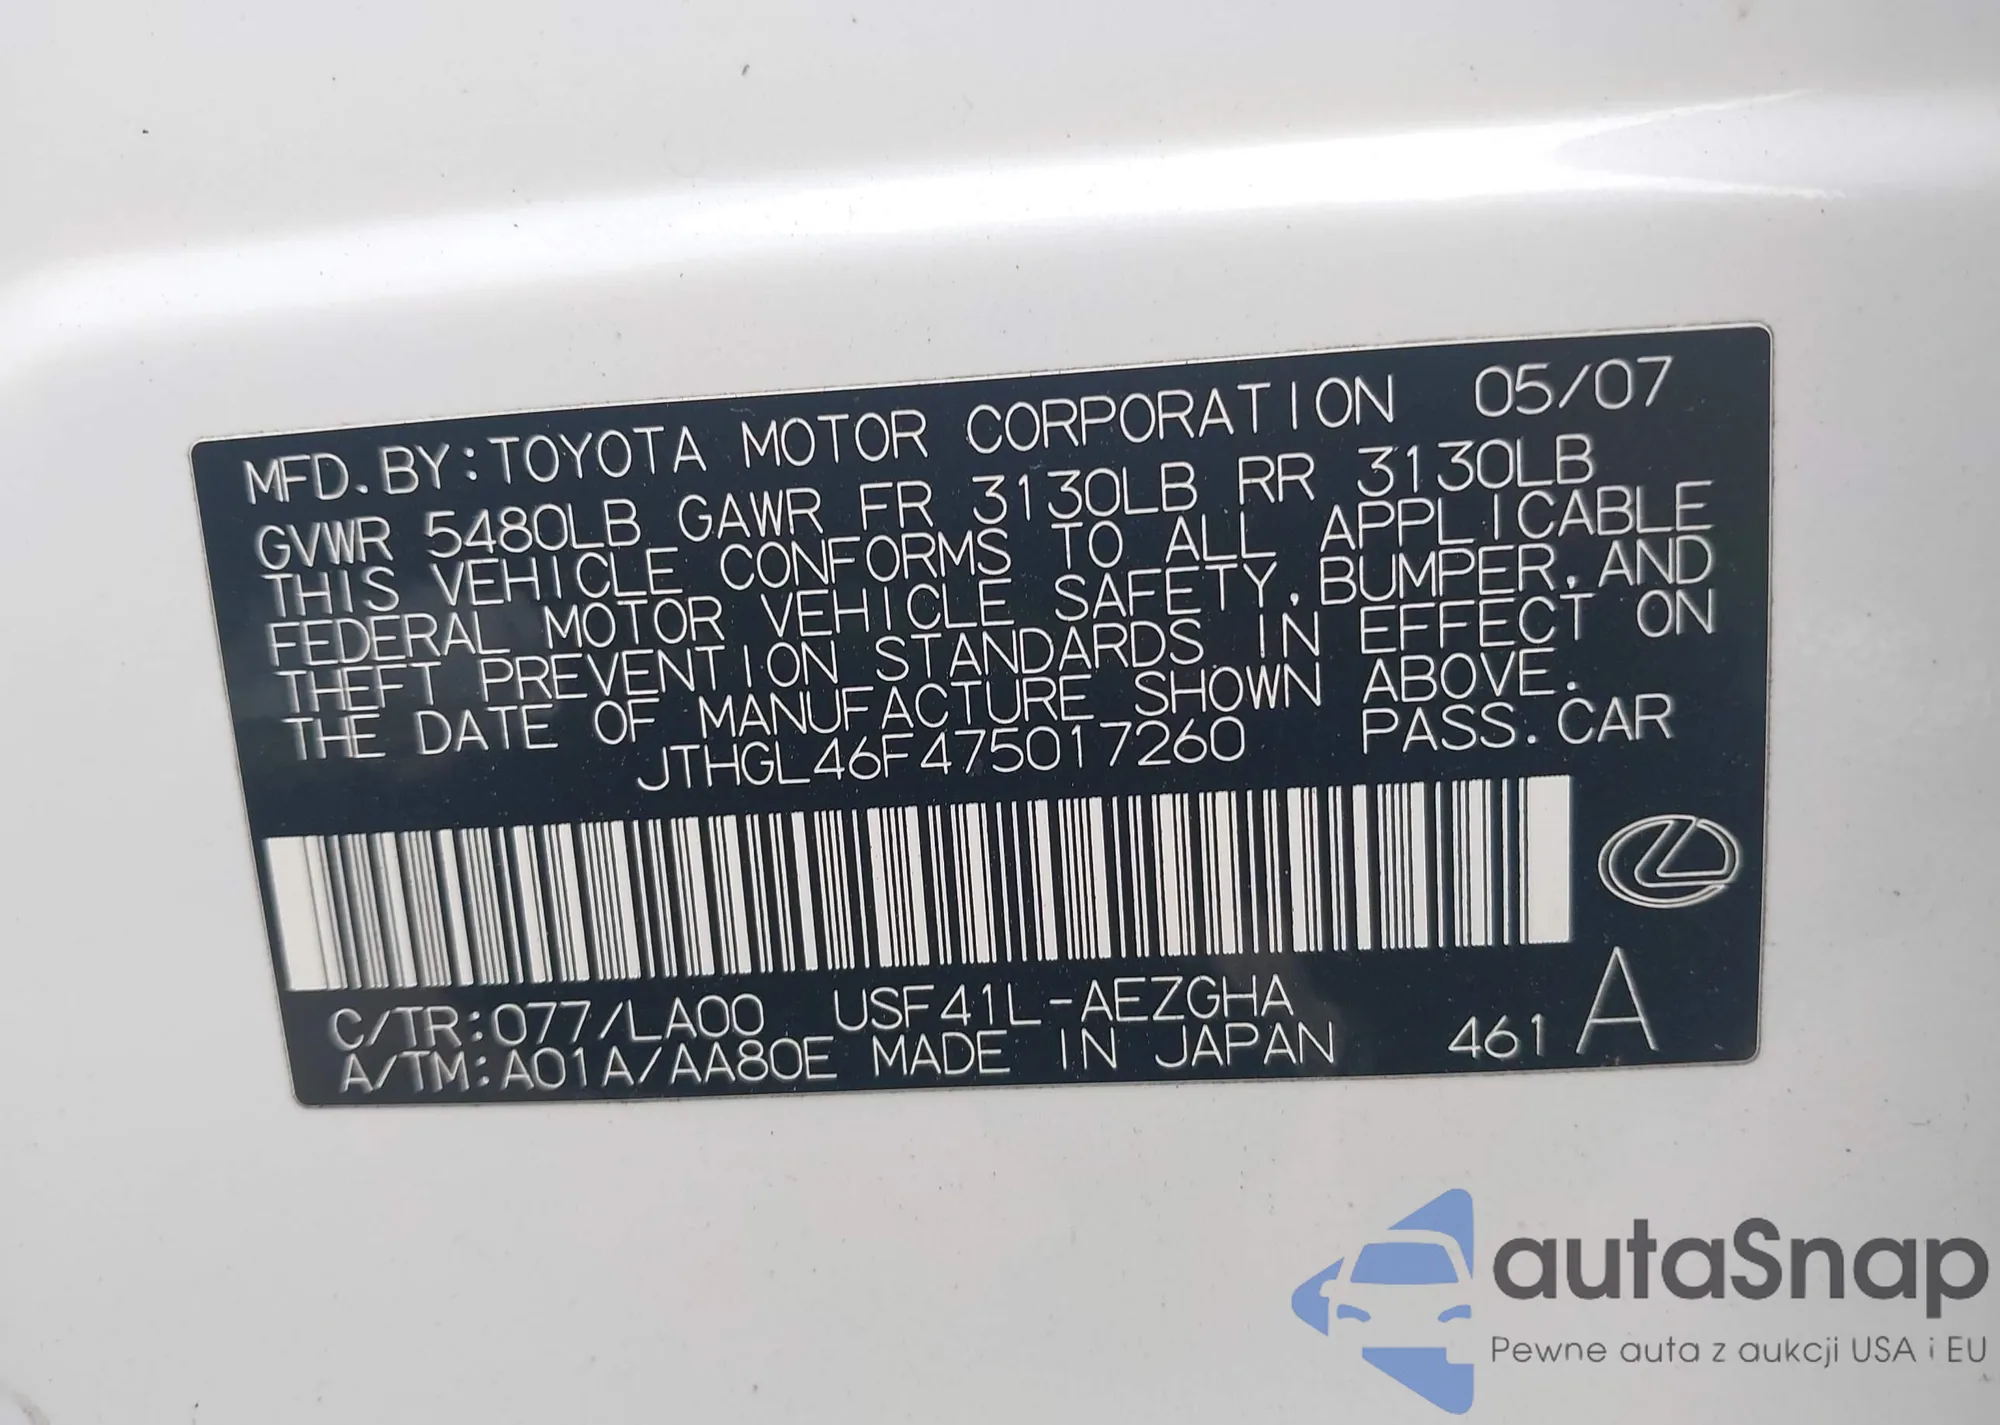 MFD.BY:TOYOTA MOTOR CORPORATION 05/07
GVWR 5480LB GAWR FR 3130LB RR 3130LB
THIS VEHICLE CONFORMS TO ALL APPLICABLE
FEDERAL MOTOR VEHICLE SAFETY, BUMPER, AND
THEFT PREVENTION STANDARDS IN EFFECT ON
THE DATE OF MANUFACTURE SHOWN ABOVE.
JTHGL46F475017260 PASS.CAR
C/TR:077/LA00 USF41L-AEZGHA
A/TM:A01A/AA80E MADE IN JAPAN 461 A
autaSnap
Pewne auta z aukcji USA i EU